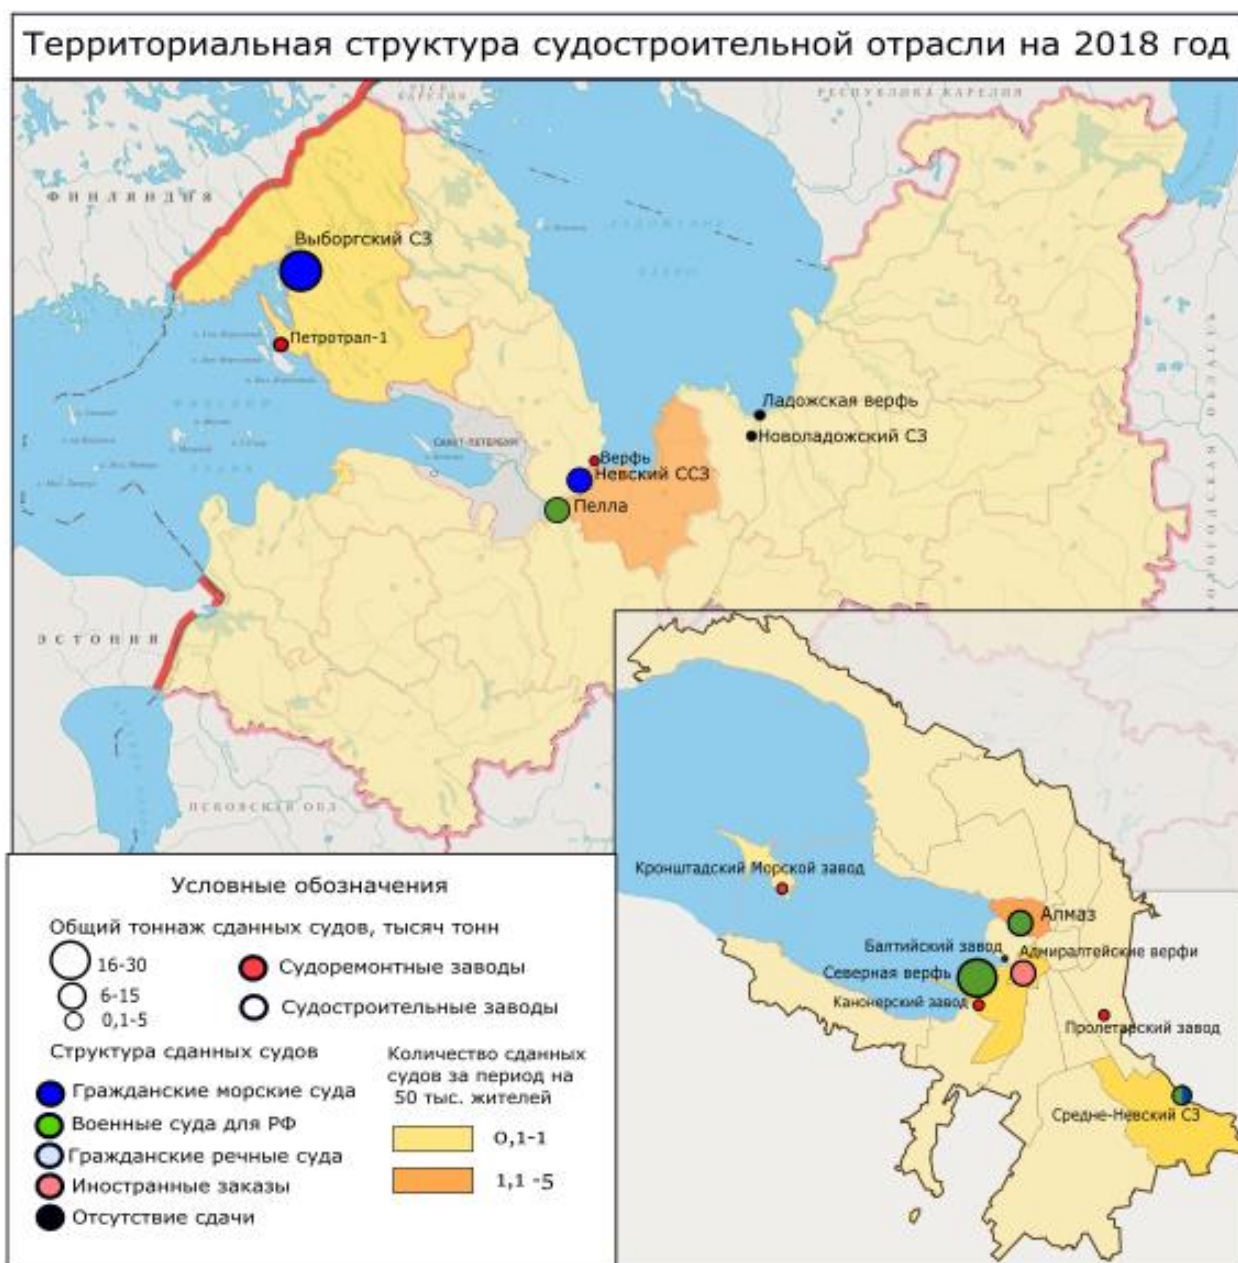 Территориальная структура судостроительной отрасли на 2018 год
КАРЕЛИЯ
РЕСПУБЛИКА КАРЕЛИЯ
ФИНЛЯНДИЯ
Выборгский СЗ
Петротрал-1
Ладожская верфь
Новоладожский СЗ
САНКТ-ПЕТЕРБУРГ
Верфь
Невский ССЗ
Пелла
ВОЛОГОДСКАЯ ОБЛАСТЬ
ЭСТОНИЯ
ПСКОВСКАЯ ОБЛ
Кронштадский Морской завод
Алмаз
Балтийский завод
Адмиралтейские верфи
Северная верфь
Канонерский завод
Пролетарский завод
Средне-Невский СЗ
Условные обозначения
Общий тоннаж сданных судов, тысяч тонн
16-30
6-15
0,1-5
Судоремонтные заводы
Судостроительные заводы
Структура сданных судов
Гражданские морские суда
Военные суда для РФ
Гражданские речные суда
Иностранные заказы
Отсутствие сдачи
Количество сданных
судов за период на
50 тыс. жителей
0,1-1
1,1 -5